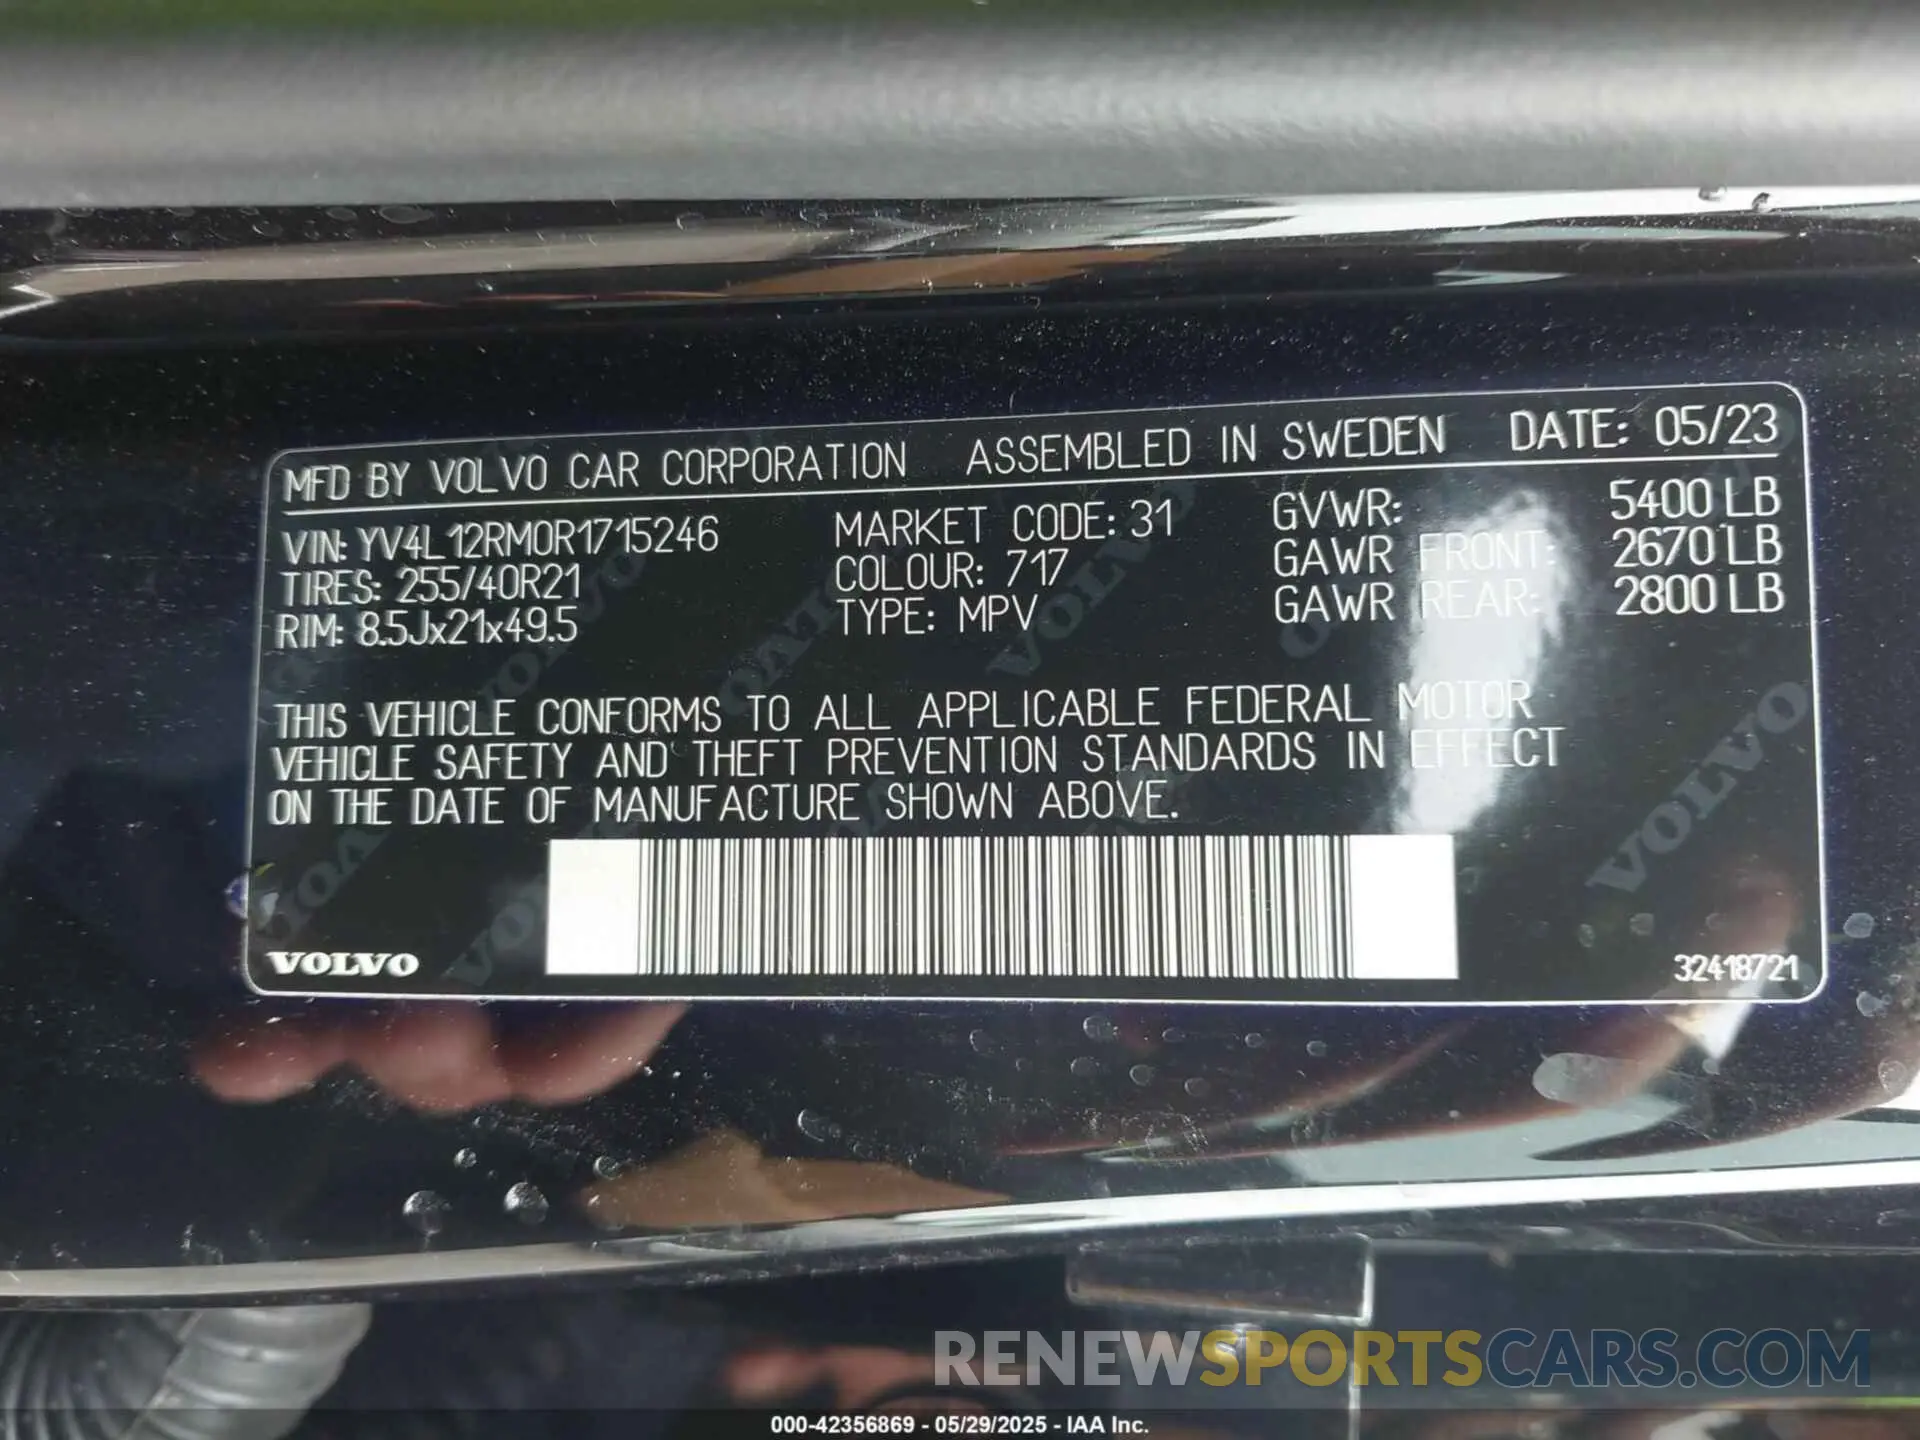 MFD BY VOLVO CAR CORPORATION ASSEMBLED IN SWEDEN DATE: 05/23
VIN: YV4L12RM0R1715246 MARKET CODE: 31 GVWR: 5400 LB
TIRES: 255/40R21 COLOUR: 717 GAWR FRONT: 2670 LB
RIM: 8.5Jx21x49.5 TYPE: MPV GAWR REAR: 2800 LB
THIS VEHICLE CONFORMS TO ALL APPLICABLE FEDERAL MOTOR
VEHICLE SAFETY AND THEFT PREVENTION STANDARDS IN EFFECT
ON THE DATE OF MANUFACTURE SHOWN ABOVE.
VOLVO 32418721
RENEWSPORTSCARS.COM
000-42356869 - 05/29/2025 - IAA Inc.